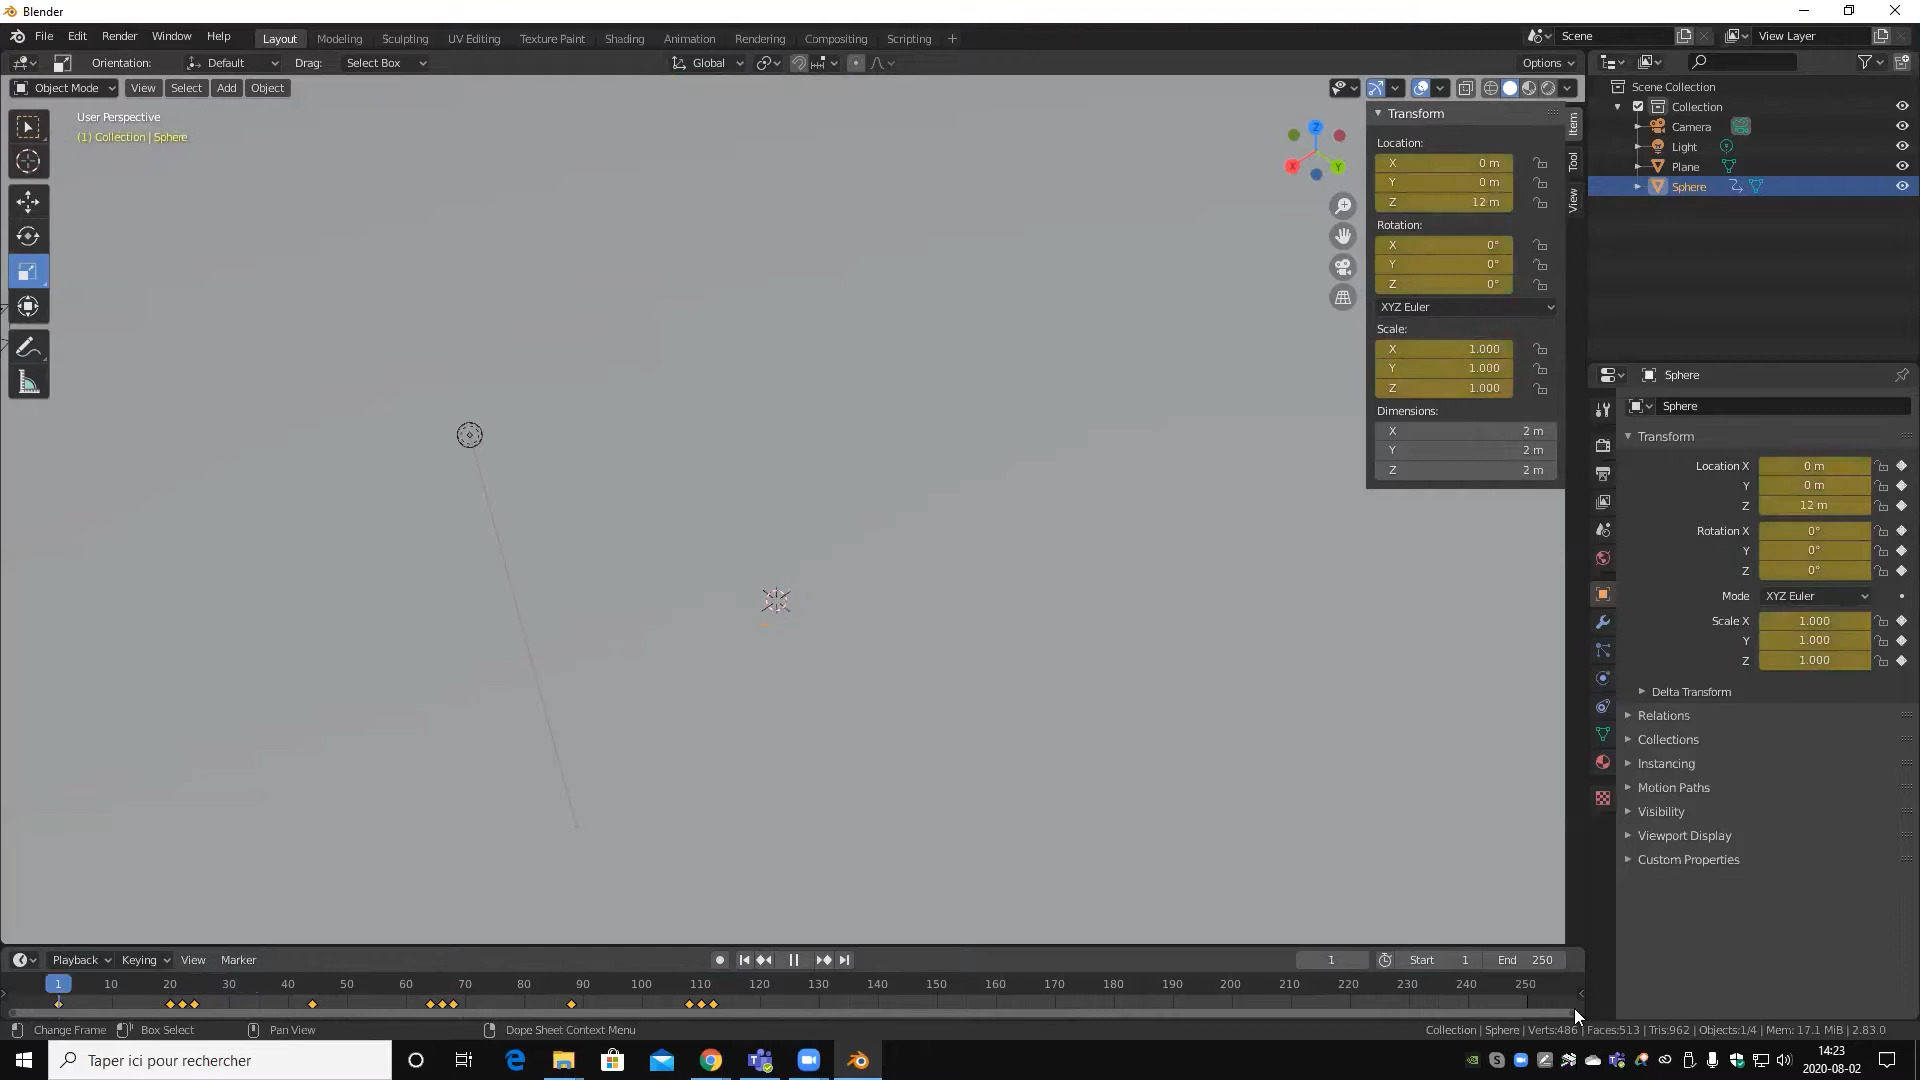 Blender
File Edit Render Window Help Layout Modeling Sculpting UV Editing Texture Paint Shading Animation Rendering Compositing Scripting + Scene View Layer
Orientation: Default Drag: Select Box Global Options
Object Mode View Select Add Object
Scene Collection
User Perspective
(1) Collection | Sphere
Transform
Location:
X 0 m
Y 0 m
Z 12 m
Rotation:
X 0°
Y 0°
Z 0°
XYZ Euler
Scale:
X 1.000
Y 1.000
Z 1.000
Dimensions:
X 2 m
Y 2 m
Z 2 m
Item
Tool
View
Z
X
Y
Collection
Camera
Light
Plane
Sphere
Sphere
Sphere
Transform
Location X 0 m
Y 0 m
Z 12 m
Rotation X 0°
Y 0°
Z 0°
Mode XYZ Euler
Scale X 1.000
Y 1.000
Z 1.000
Delta Transform
Relations
Collections
Instancing
Motion Paths
Visibility
Viewport Display
Custom Properties
Playback Keying View Marker 1 Start 1 End 250
1 10 20 30 40 50 60 70 80 90 100 110 120 130 140 150 160 170 180 190 200 210 220 230 240 250
Change Frame Box Select Pan View Dope Sheet Context Menu Collection | Sphere | Verts:486 | Faces:513 | Tris:962 | Objects:1/4 | Mem: 17.1 MiB | 2.83.0
Taper ici pour rechercher
14:23
2020-08-02